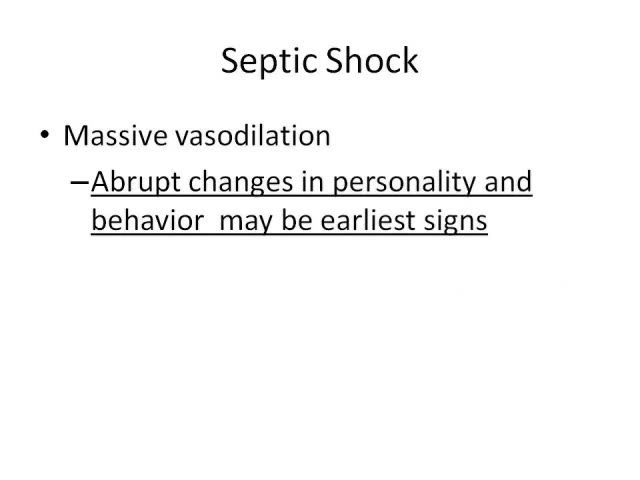 Septic Shock
• Massive vasodilation
–Abrupt changes in personality and
behavior  may be earliest signs